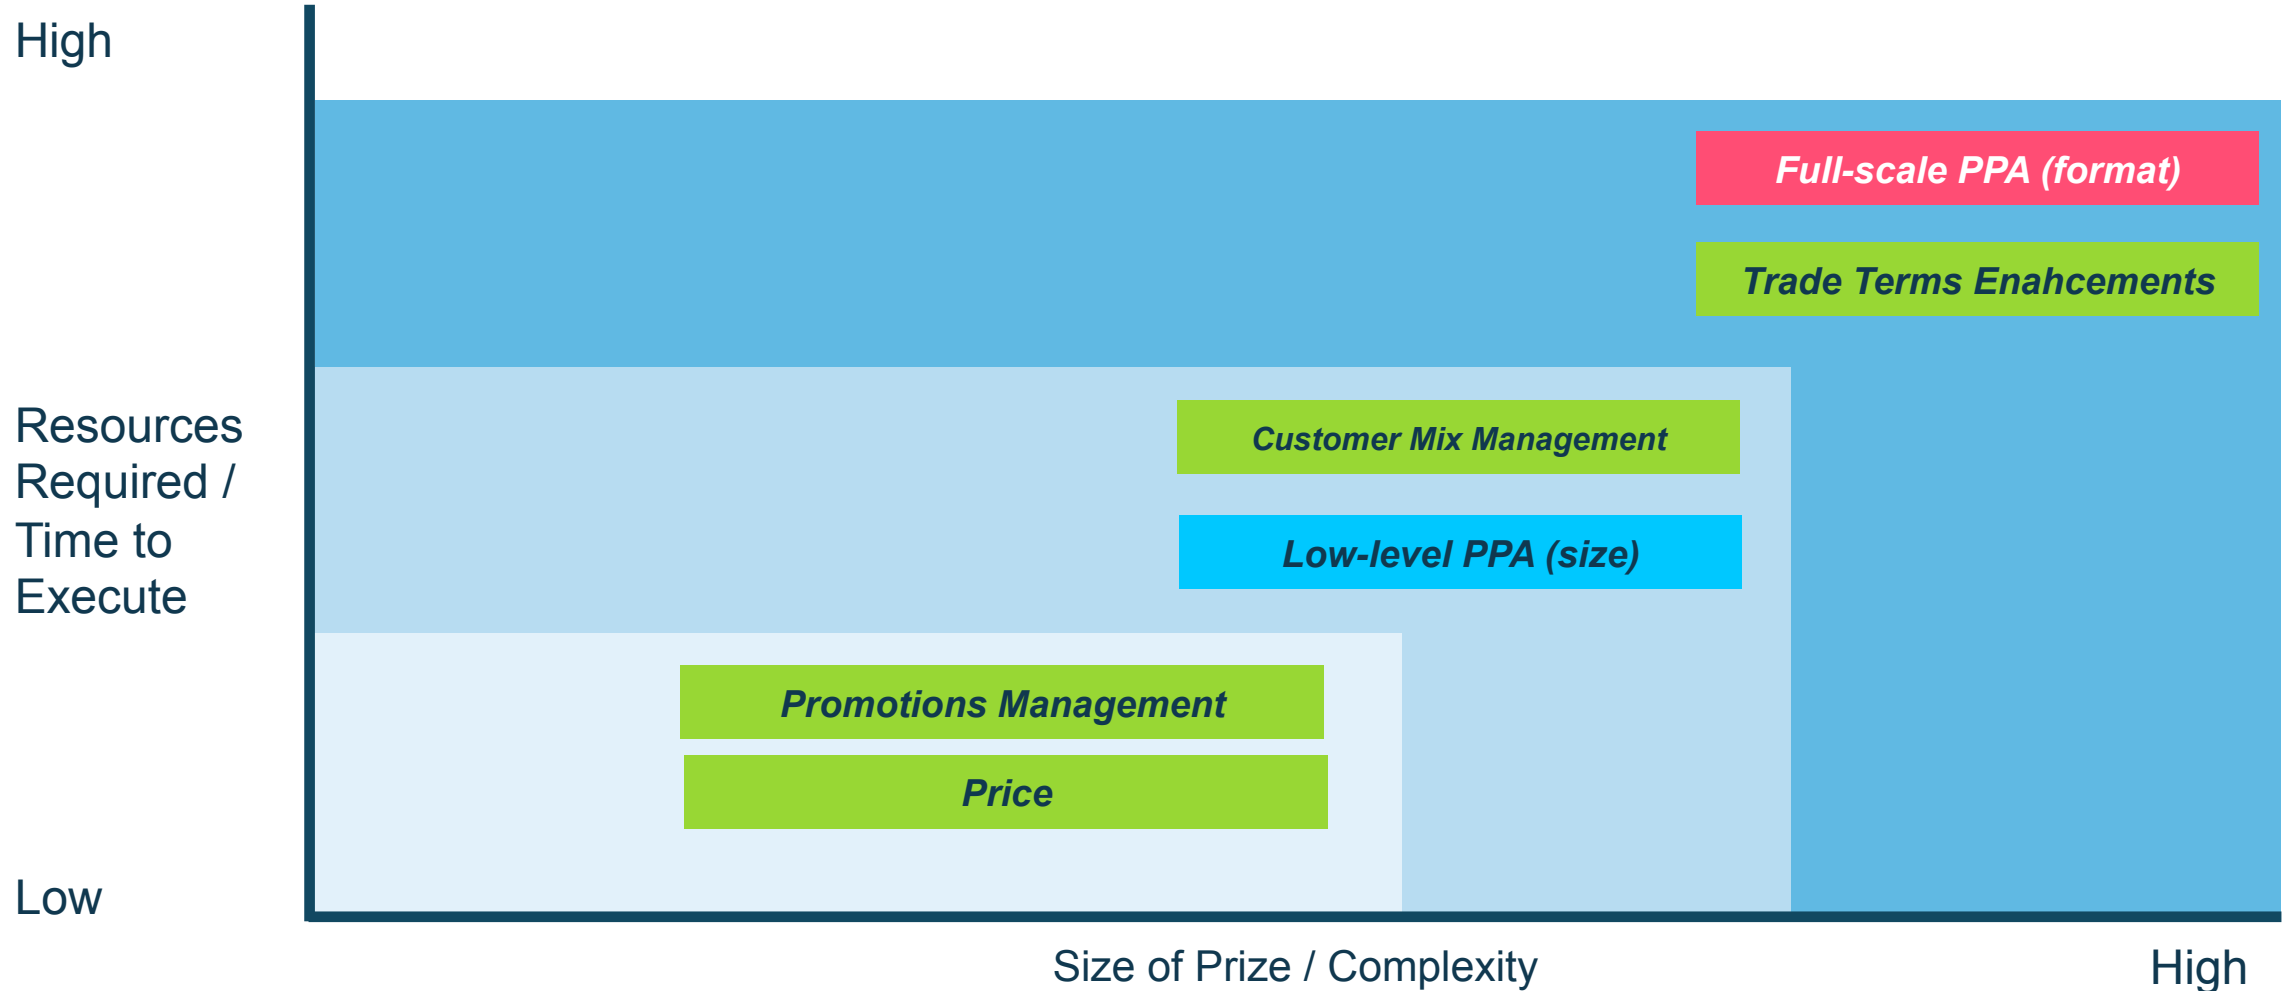 High
Full-scale PPA (format)
Trade Terms Enahcements
Resources
Required /
Time to
Execute
Customer Mix Management
Low-level PPA (size)
Promotions Management
Price
Low
Size of Prize / Complexity
High